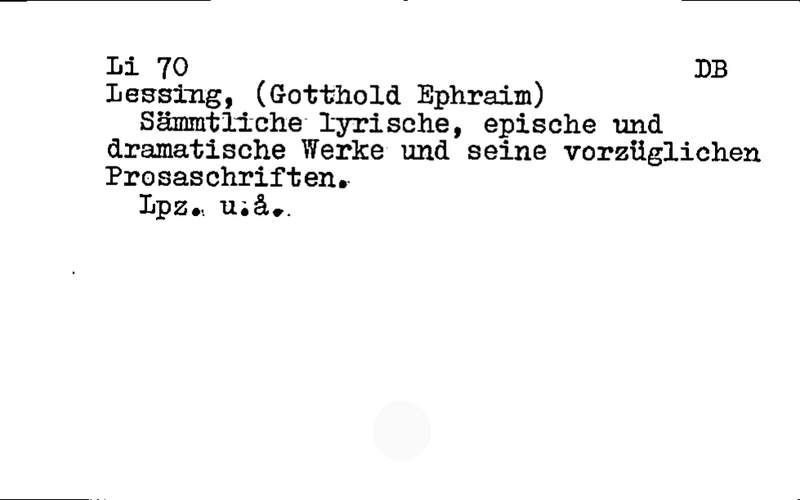 Li 70 DB
Lessing, (Gotthold Ephraim)
Sämmtliche lyrische, epische und
dramatische Werke und seine vorzüglichen
Prosaschriften.
Lpz. u.å.